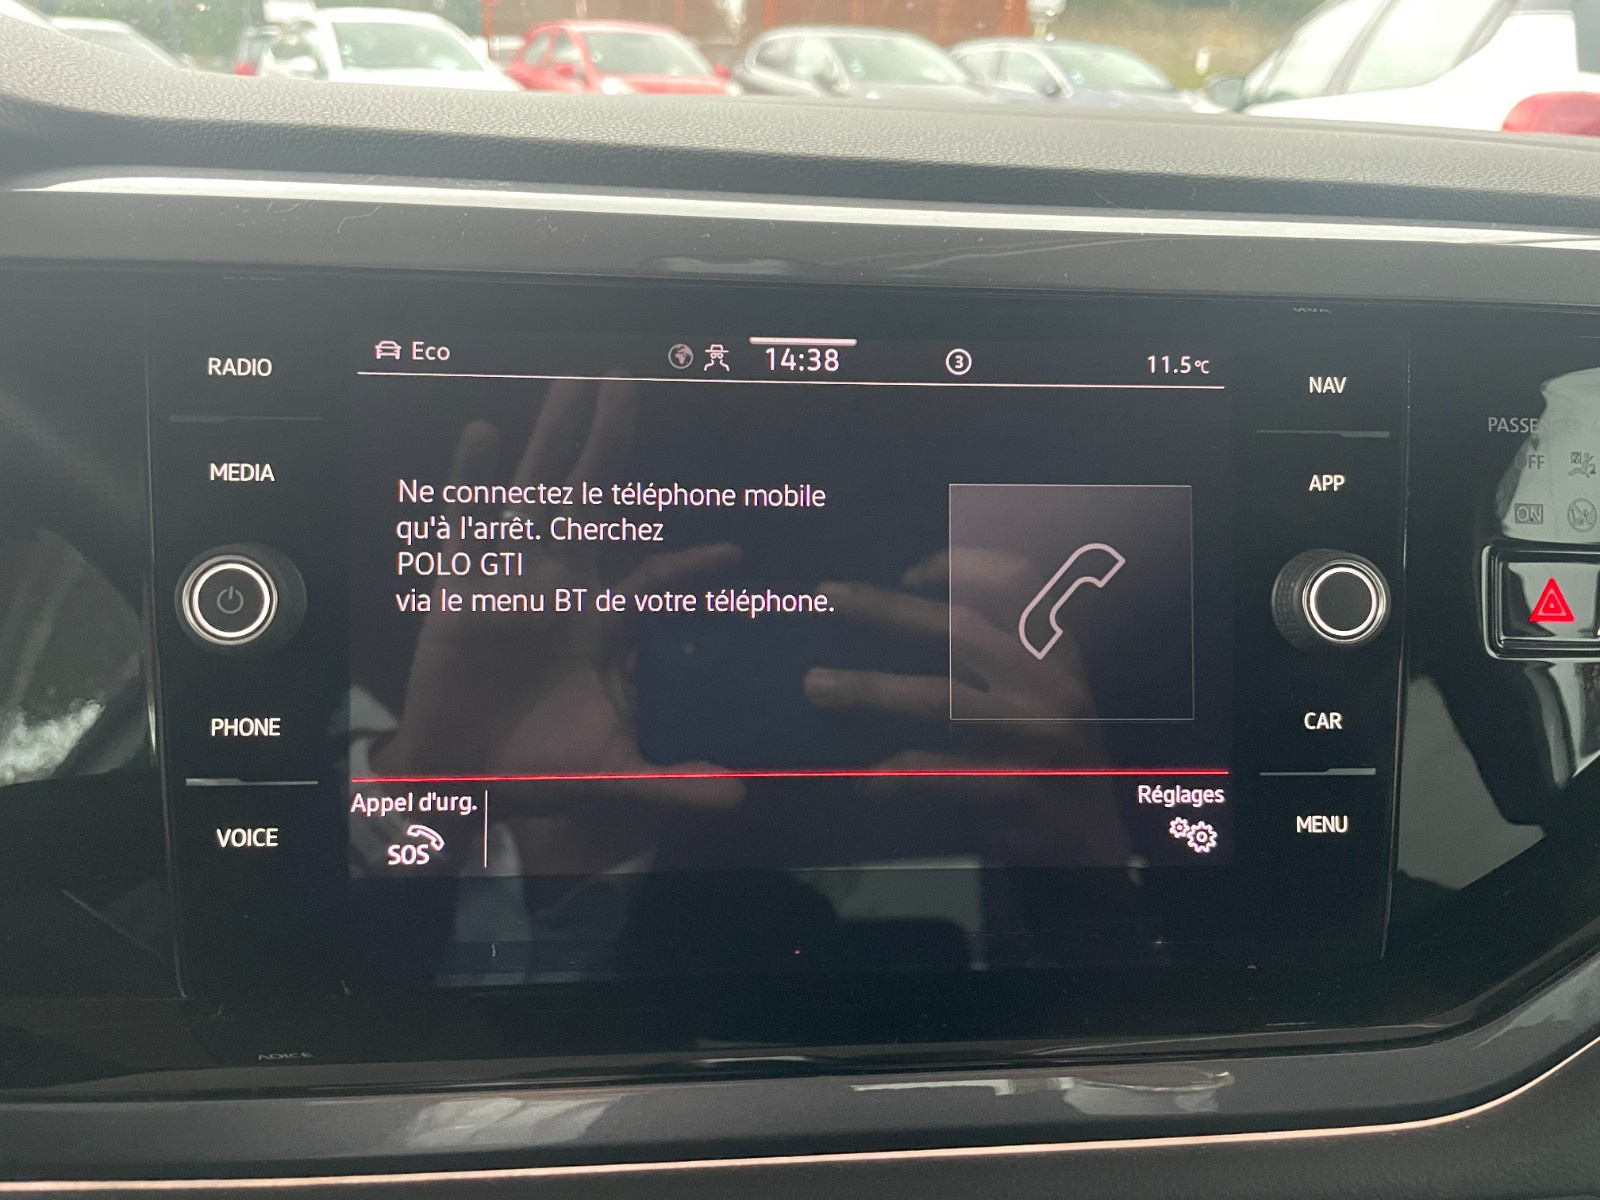 RADIO
MEDIA
PHONE
VOICE
Eco
14:38
3
11.5°C
Ne connectez le téléphone mobile
qu'à l'arrêt. Cherchez
POLO GTI
via le menu BT de votre téléphone.
Appel d'urg.
SOS
Réglages
NAV
APP
CAR
MENU
ON